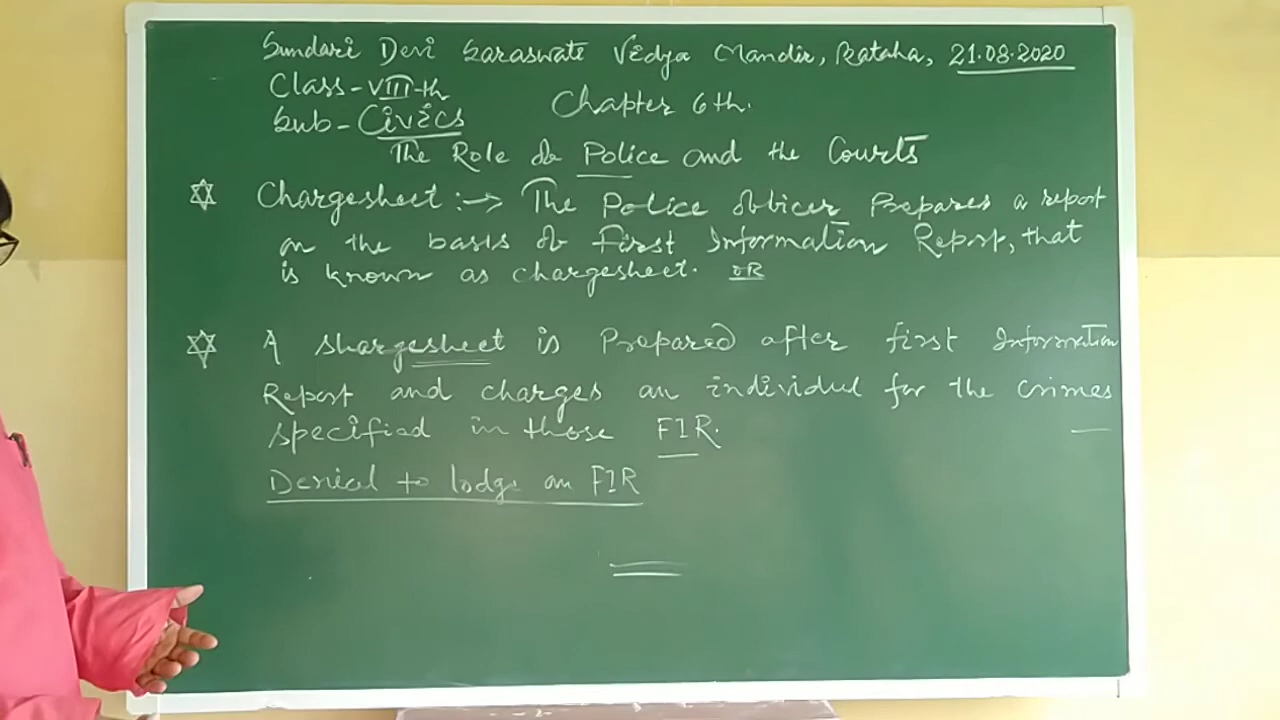 Sundari Devi Saraswati Vidya Mandir, Rataha, 21.08.2020
Class-VIII-th
Sub-Civics
Chapter 6th.
The Role of Police and the Courts
Chargesheet :→ The Police officer Prepares a report
on the basis of First Information Report, that
is known as chargesheet. OR
A shargesheet is Prepared after first Information
Report and charges an individul for the crimes
specified in those FIR.
Denial to lodge an FIR